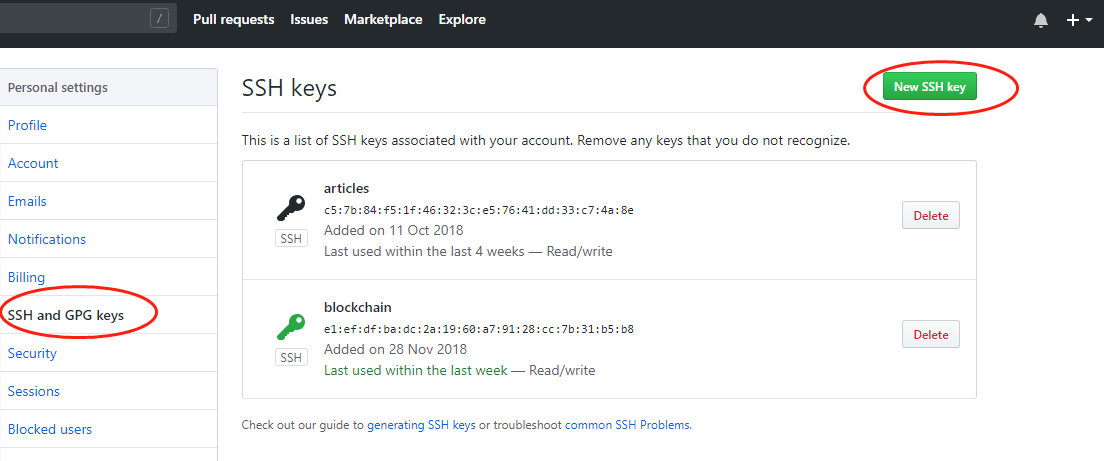 / Pull requests Issues Marketplace Explore
Personal settings
Profile
Account
Emails
Notifications
Billing
SSH and GPG keys
Security
Sessions
Blocked users
SSH keys
New SSH key
This is a list of SSH keys associated with your account. Remove any keys that you do not recognize.
articles
c5:7b:84:f5:1f:46:32:3c:e5:76:41:dd:33:c7:4a:8e
Added on 11 Oct 2018
Last used within the last 4 weeks — Read/write
SSH
Delete
blockchain
e1:ef:df:ba:dc:2a:19:60:a7:91:28:cc:7b:31:b5:b8
Added on 28 Nov 2018
Last used within the last week — Read/write
SSH
Delete
Check out our guide to generating SSH keys or troubleshoot common SSH Problems.